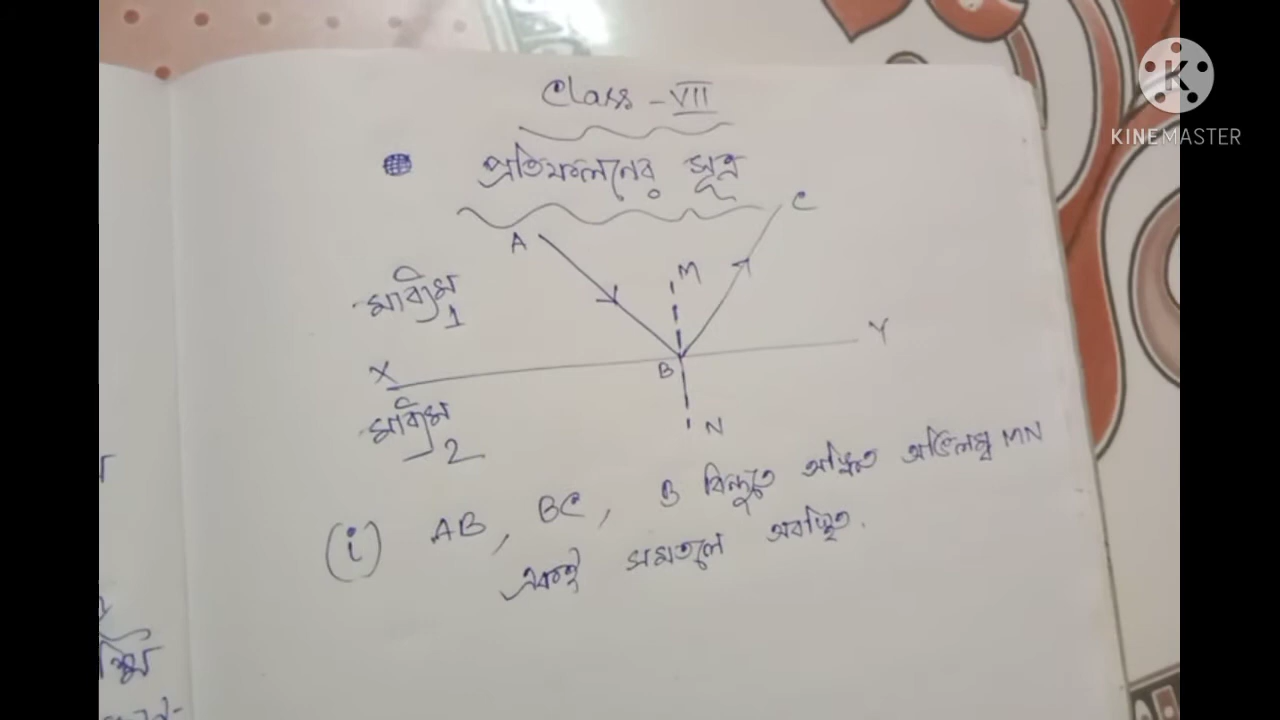 Class - VII
প্রতিফলনের সূত্র
A
C
মাধ্যম 1
M
X
Y
B
মাধ্যম 2
N
(i) AB, BC, B বিন্দুতে অঙ্কিত অভিলম্ব MN
একই সমতলে অবস্থিত.
K
KINEMASTER